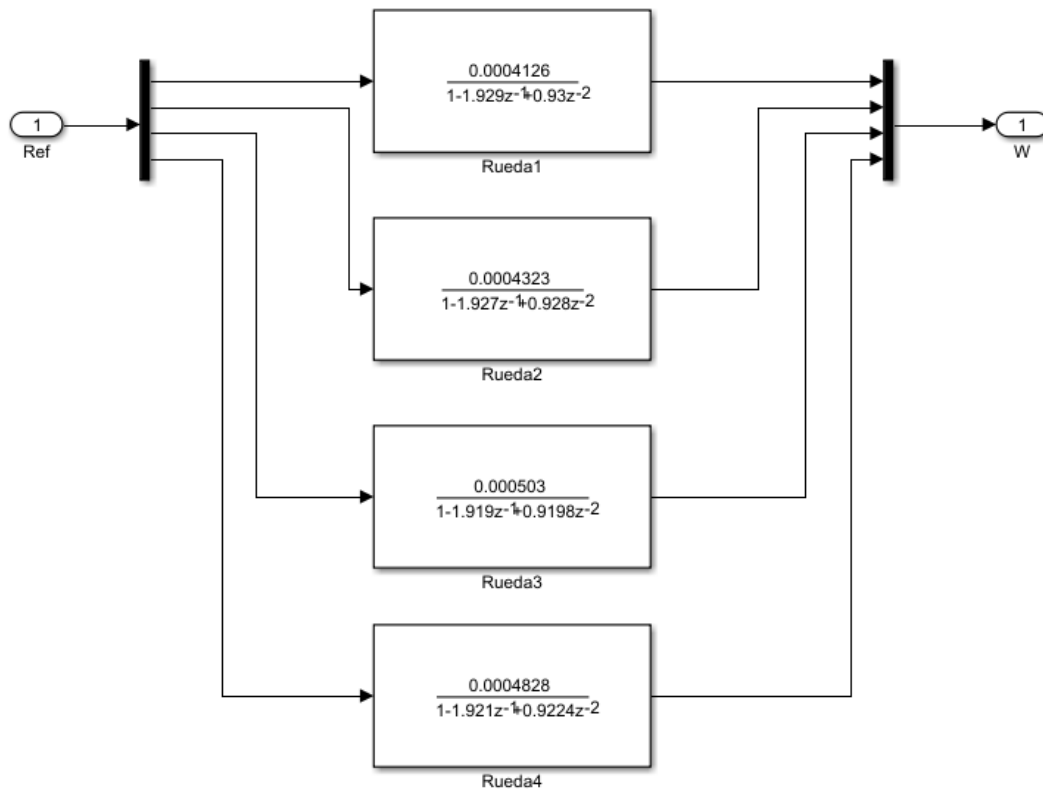 1
Ref
0.0004126
1-1.929z-1+0.93z-2
Rueda1
0.0004323
1-1.927z-1+0.928z-2
Rueda2
0.000503
1-1.919z-1+0.9198z-2
Rueda3
0.0004828
1-1.921z-1+0.9224z-2
Rueda4
1
W